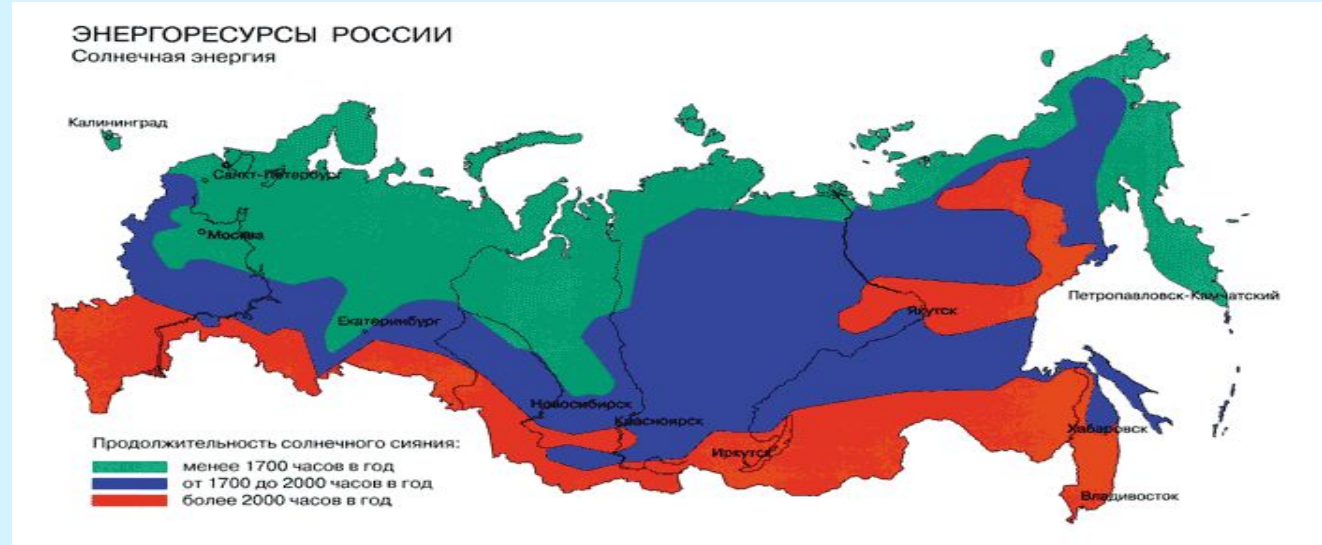 ЭНЕРГОРЕСУРСЫ РОССИИ
Солнечная энергия
Калининград
Санкт-Петербург
Москва
Екатеринбург
Петропавловск-Камчатский
Якутск
Новосибирск
Красноярск
Иркутск
Хабаровск
Владивосток
Продолжительность солнечного сияния:
менее 1700 часов в год
от 1700 до 2000 часов в год
более 2000 часов в год